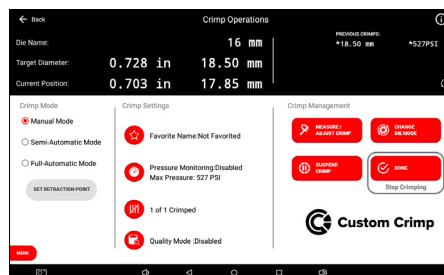 Back
Crimp Operations
PREVIOUS CRIMPS:
Die Name:
16 mm
*18.50 mm
*527PSI
Target Diameter:
0.728 in
18.50 mm
Current Position:
0.703 in
17.85 mm
Crimp Mode
Manual Mode
Semi-Automatic Mode
Full-Automatic Mode
SET RETRACTION POINT
MENU
Crimp Settings
Favorite Name:Not Favorited
Pressure Monitoring:Disabled
Max Pressure: 527 PSI
1 of 1 Crimped
Quality Mode :Disabled
Crimp Management
MEASURE /
ADJUST CRIMP
CHANGE
DIE MODE
SUSPEND
CRIMP
DONE
Stop Crimping
Custom Crimp